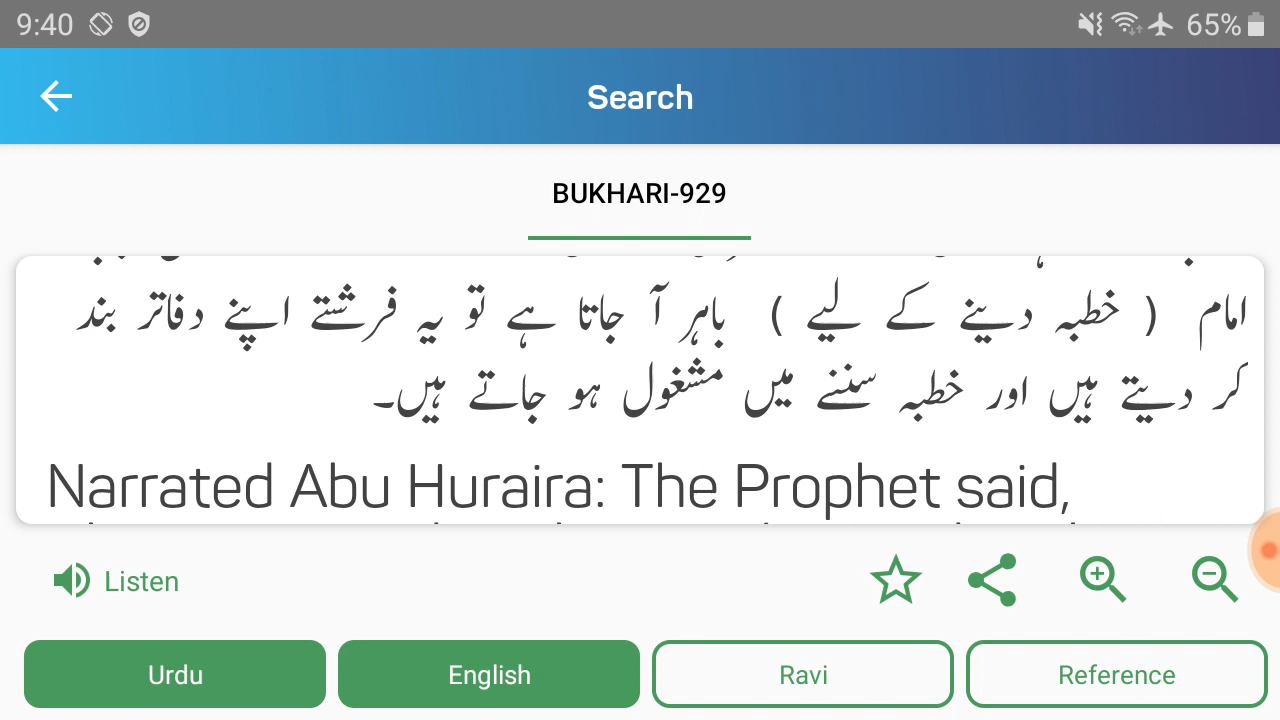 9:40
65%
Search
BUKHARI-929
امام ( خطبہ دینے کے لیے ) باہر آ جاتا ہے تو یہ فرشتے اپنے دفاتر بند
کر دیتے ہیں اور خطبہ سننے میں مشغول ہو جاتے ہیں۔
Narrated Abu Huraira: The Prophet said,
Listen
Urdu
English
Ravi
Reference